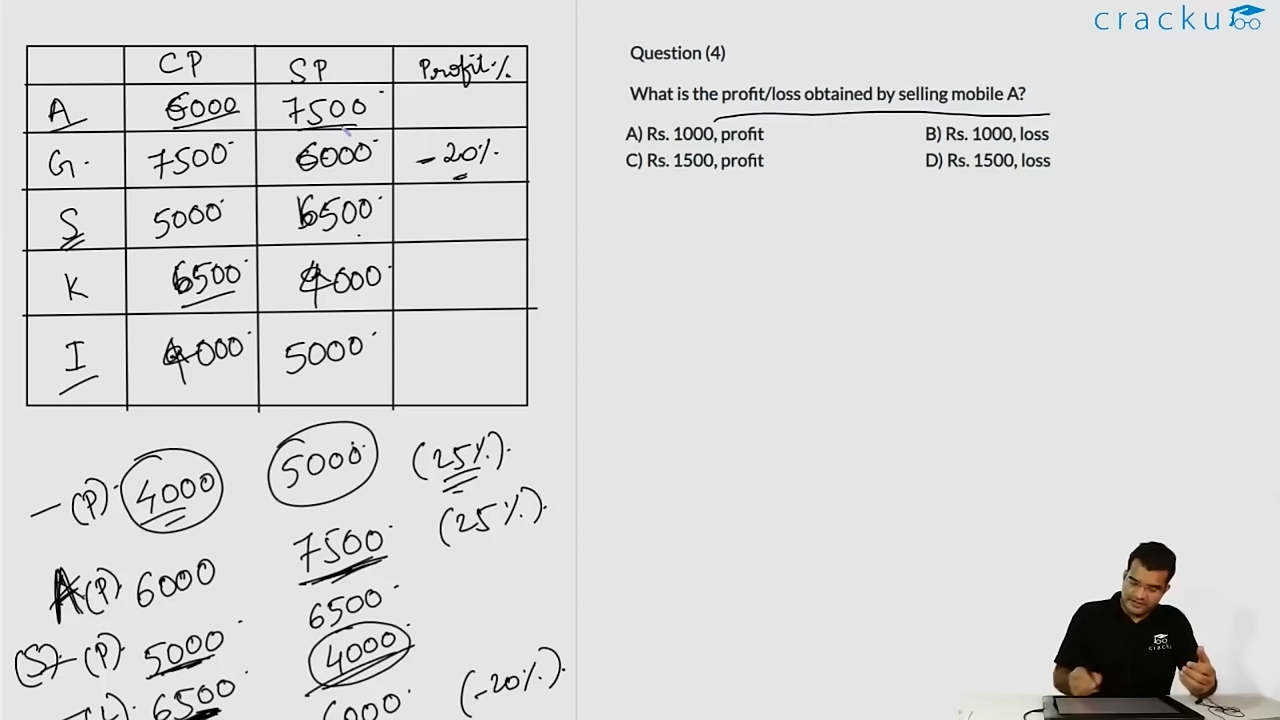 cracku
CP SP Profit%
A 6000 7500
G. 7500 6000 -20%.
S 5000 6500
K 6500 4000
I 4000 5000
-(P). 4000 5000 (25%).
A(P). 6000 7500 (25%).
6500
(S)-(P) 5000 4000
6500 6000 (-20%).
Question (4)
What is the profit/loss obtained by selling mobile A?
A) Rs. 1000, profit B) Rs. 1000, loss
C) Rs. 1500, profit D) Rs. 1500, loss
cracku